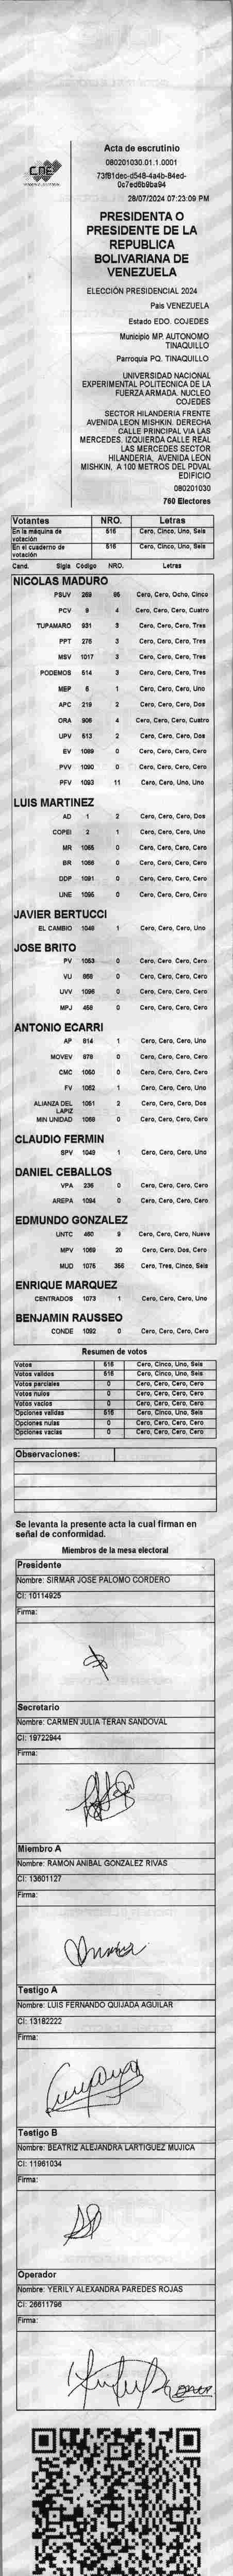 CNE
PODER ELECTORAL
Acta de escrutinio
080201030.01.1.0001
73f81dec-d548-4a4b-84ed-
0c7ed6b9ba94
28/07/2024 07:23:09 PM
PRESIDENTA O
PRESIDENTE DE LA
REPUBLICA
BOLIVARIANA DE
VENEZUELA
ELECCIÓN PRESIDENCIAL 2024
País VENEZUELA
Estado EDO. COJEDES
Municipio MP. AUTONOMO
TINAQUILLO
Parroquia PQ. TINAQUILLO
UNIVERSIDAD NACIONAL
EXPERIMENTAL POLITECNICA DE LA
FUERZA ARMADA. NUCLEO
COJEDES
SECTOR HILANDERIA FRENTE
AVENIDA LEON MISHKIN. DERECHA
CALLE PRINCIPAL VIA LAS
MERCEDES. IZQUIERDA CALLE REAL
LAS MERCEDES SECTOR
HILANDERIA, AVENIDA LEON
MISHKIN, A 100 METROS DEL PDVAL
EDIFICIO
080201030
760 Electores
Votantes NRO. Letras
En la máquina de votación 516 Cero, Cinco, Uno, Seis
En el cuaderno de votación 516 Cero, Cinco, Uno, Seis
Cand. Sigla Código NRO. Letras
NICOLAS MADURO
PSUV 269 85 Cero, Cero, Ocho, Cinco
PCV 9 4 Cero, Cero, Cero, Cuatro
TUPAMARO 931 3 Cero, Cero, Cero, Tres
PPT 275 3 Cero, Cero, Cero, Tres
MSV 1017 3 Cero, Cero, Cero, Tres
PODEMOS 514 3 Cero, Cero, Cero, Tres
MEP 5 1 Cero, Cero, Cero, Uno
APC 219 2 Cero, Cero, Cero, Dos
ORA 906 4 Cero, Cero, Cero, Cuatro
UPV 513 2 Cero, Cero, Cero, Dos
EV 1089 0 Cero, Cero, Cero, Cero
PVV 1090 0 Cero, Cero, Cero, Cero
PFV 1093 11 Cero, Cero, Uno, Uno
LUIS MARTINEZ
AD 1 2 Cero, Cero, Cero, Dos
COPEI 2 1 Cero, Cero, Cero, Uno
MR 1065 0 Cero, Cero, Cero, Cero
BR 1066 0 Cero, Cero, Cero, Cero
DDP 1091 0 Cero, Cero, Cero, Cero
UNE 1095 0 Cero, Cero, Cero, Cero
JAVIER BERTUCCI
EL CAMBIO 1048 1 Cero, Cero, Cero, Uno
JOSE BRITO
PV 1053 0 Cero, Cero, Cero, Cero
VU 868 0 Cero, Cero, Cero, Cero
UVV 1096 0 Cero, Cero, Cero, Cero
MPJ 458 0 Cero, Cero, Cero, Cero
ANTONIO ECARRI
AP 814 1 Cero, Cero, Cero, Uno
MOVEV 878 0 Cero, Cero, Cero, Cero
CMC 1050 0 Cero, Cero, Cero, Cero
FV 1052 1 Cero, Cero, Cero, Uno
ALIANZA DEL LAPIZ 1051 2 Cero, Cero, Cero, Dos
MIN UNIDAD 1068 0 Cero, Cero, Cero, Cero
CLAUDIO FERMIN
SPV 1049 1 Cero, Cero, Cero, Uno
DANIEL CEBALLOS
VPA 236 0 Cero, Cero, Cero, Cero
AREPA 1094 0 Cero, Cero, Cero, Cero
EDMUNDO GONZALEZ
UNTC 460 9 Cero, Cero, Cero, Nueve
MPV 1069 20 Cero, Cero, Dos, Cero
MUD 1075 356 Cero, Tres, Cinco, Seis
ENRIQUE MARQUEZ
CENTRADOS 1073 1 Cero, Cero, Cero, Uno
BENJAMIN RAUSSEO
CONDE 1092 0 Cero, Cero, Cero, Cero
Resumen de votos
Votos 516 Cero, Cinco, Uno, Seis
Votos validos 516 Cero, Cinco, Uno, Seis
Votos parciales 0 Cero, Cero, Cero, Cero
Votos nulos 0 Cero, Cero, Cero, Cero
Votos vacios 0 Cero, Cero, Cero, Cero
Opciones validas 516 Cero, Cinco, Uno, Seis
Opciones nulas 0 Cero, Cero, Cero, Cero
Opciones vacias 0 Cero, Cero, Cero, Cero
Observaciones:
Se levanta la presente acta la cual firman en
señal de conformidad.
Miembros de la mesa electoral
Presidente
Nombre: SIRMAR JOSE PALOMO CORDERO
CI: 10114925
Firma:
Secretario
Nombre: CARMEN JULIA TERAN SANDOVAL
CI: 19722944
Firma:
Miembro A
Nombre: RAMON ANIBAL GONZALEZ RIVAS
CI: 13601127
Firma:
Testigo A
Nombre: LUIS FERNANDO QUIJADA AGUILAR
CI: 13182222
Firma:
Testigo B
Nombre: BEATRIZ ALEJANDRA LARTIGUEZ MUJICA
CI: 11961034
Firma:
Operador
Nombre: YERILY ALEXANDRA PAREDES ROJAS
CI: 26611796
Firma: